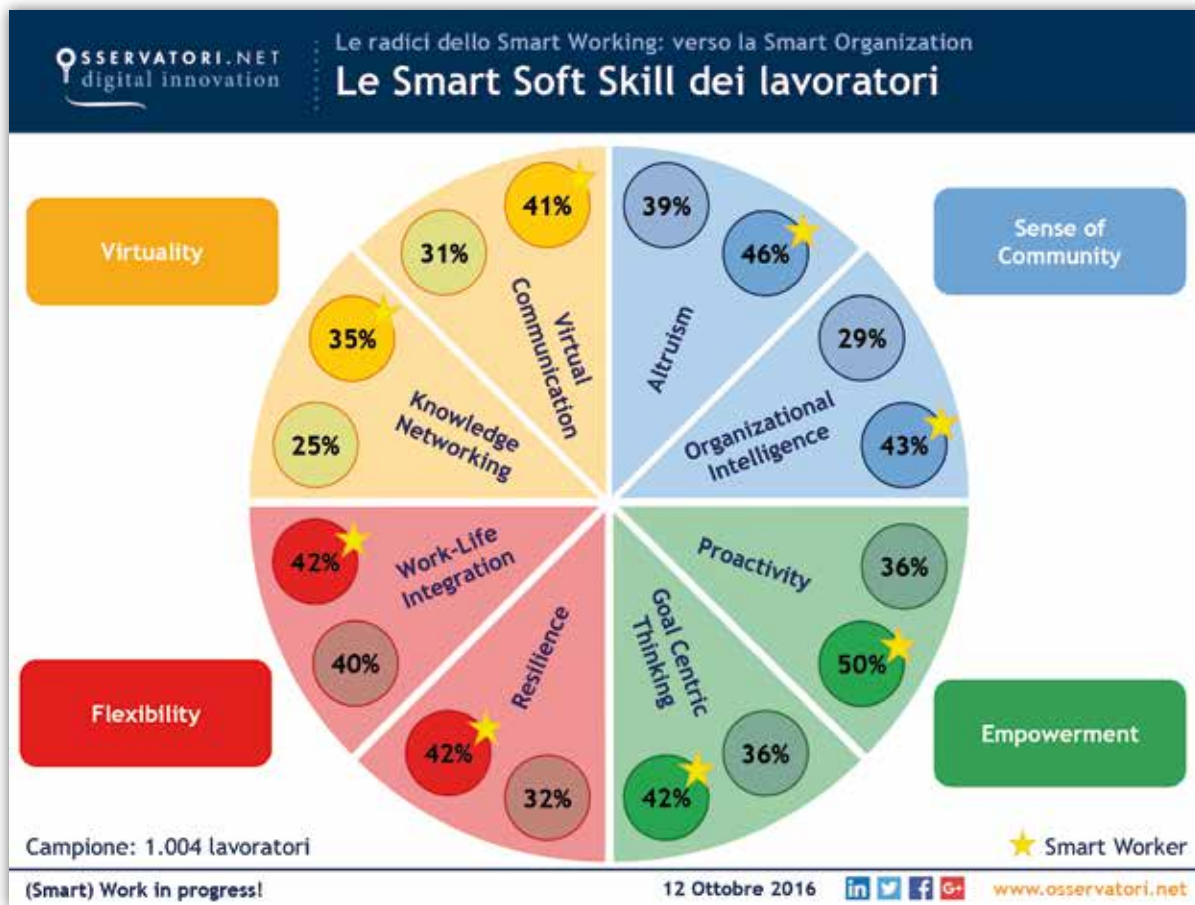 OSSERVATORI.NET
digital innovation
Le radici dello Smart Working: verso la Smart Organization
Le Smart Soft Skill dei lavoratori
Virtuality
Sense of
Community
41%
31%
Virtual
Communication
39%
46%
Altruism
35%
25%
Knowledge
Networking
29%
43%
Organizational
Intelligence
42%
40%
Work-Life
Integration
36%
50%
Proactivity
42%
32%
Resilience
42%
36%
Goal Centric
Thinking
Flexibility
Empowerment
Campione: 1.004 lavoratori
Smart Worker
(Smart) Work in progress!
12 Ottobre 2016
in
f
G+
www.osservatori.net